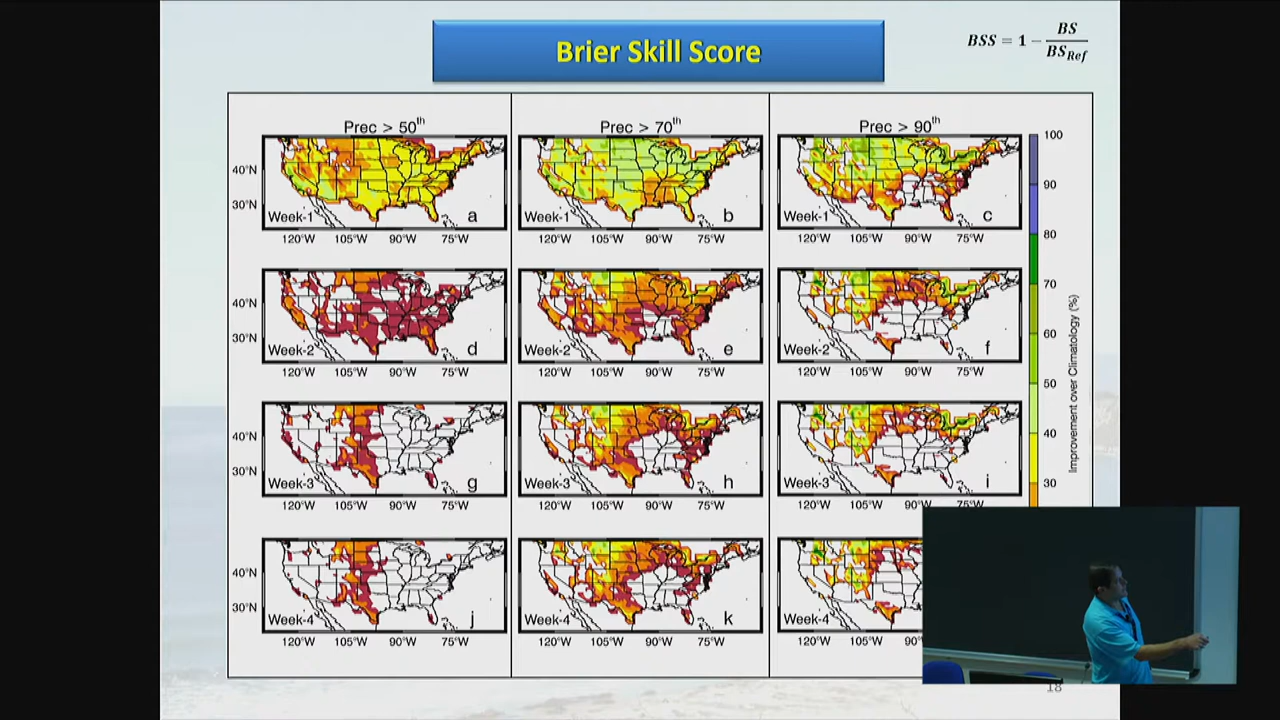 Brier Skill Score
BSS = 1 - BS / BS_Ref
Prec > 50th
Prec > 70th
Prec > 90th
40°N
30°N
Week-1 a
Week-1 b
Week-1 c
120°W 105°W 90°W 75°W
120°W 105°W 90°W 75°W
120°W 105°W 90°W 75°W
40°N
30°N
Week-2 d
Week-2 e
Week-2 f
120°W 105°W 90°W 75°W
120°W 105°W 90°W 75°W
120°W 105°W 90°W 75°W
40°N
30°N
Week-3 g
Week-3 h
Week-3 i
120°W 105°W 90°W 75°W
120°W 105°W 90°W 75°W
120°W 105°W 90°W 75°W
40°N
30°N
Week-4 j
Week-4 k
Week-4
120°W 105°W 90°W 75°W
120°W 105°W 90°W 75°W
120°W 105°W
100
90
80
70
60
50
40
30
Improvement over Climatology (%)
18